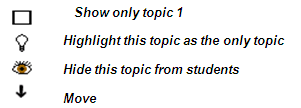 Show only topic 1
Highlight this topic as the only topic
Hide this topic from students
Move